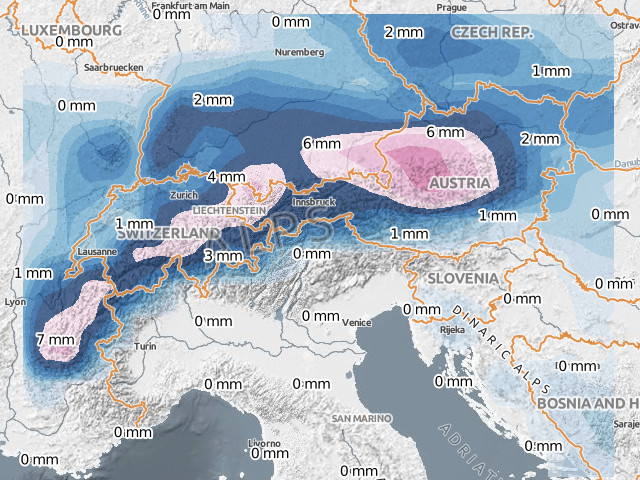 Frankfurt am Main
Prague
0 mm
0 mm
LUXEMBOURG
2 mm
CZECH REP.
Ostrava
0 mm
Nuremberg
Saarbruecken
1 mm
2 mm
0 mm
6 mm
6 mm
2 mm
Danub
4 mm
AUSTRIA
Zurich
0 mm
Innsbruck
LIECHTENSTEIN
1 mm
1 mm
0 mm
SWITZERLAND
ALPS
1 mm
Lausanne
3 mm
0 mm
1 mm
SLOVENIA
0 mm
Lyon
0 mm
0 mm
0 mm
0 mm
0 mm
Venice
Rijeka
DINARIC ALPS
7 mm
Turin
0 mm
0 mm
0 mm
0 mm
BOSNIA AND H
SAN MARINO
Saraje
0 mm
ADRIAT
Livorno
0 mm
0 mm
0 mm
0 mm